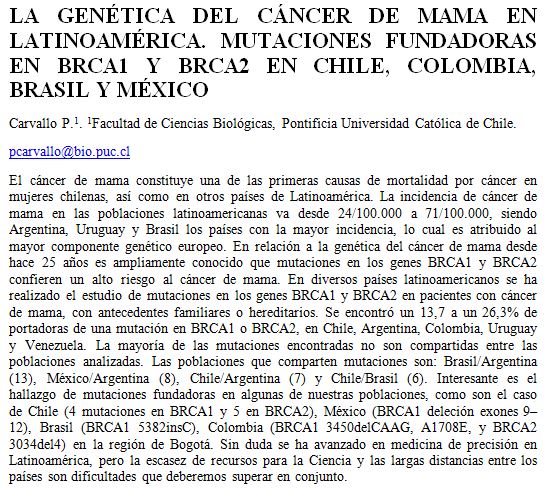 LA GENÉTICA DEL CÁNCER DE MAMA EN
LATINOAMÉRICA. MUTACIONES FUNDADORAS
EN BRCA1 Y BRCA2 EN CHILE, COLOMBIA,
BRASIL Y MÉXICO
Carvallo P.¹. ¹Facultad de Ciencias Biológicas, Pontificia Universidad Católica de Chile.
pcarvallo@bio.puc.cl
El cáncer de mama constituye una de las primeras causas de mortalidad por cáncer en
mujeres chilenas, así como en otros países de Latinoamérica. La incidencia de cáncer de
mama en las poblaciones latinoamericanas va desde 24/100.000 a 71/100.000, siendo
Argentina, Uruguay y Brasil los países con la mayor incidencia, lo cual es atribuido al
mayor componente genético europeo. En relación a la genética del cáncer de mama desde
hace 25 años es ampliamente conocido que mutaciones en los genes BRCA1 y BRCA2
confieren un alto riesgo al cáncer de mama. En diversos países latinoamericanos se ha
realizado el estudio de mutaciones en los genes BRCA1 y BRCA2 en pacientes con cáncer
de mama, con antecedentes familiares o hereditarios. Se encontró un 13,7 a un 26,3% de
portadoras de una mutación en BRCA1 o BRCA2, en Chile, Argentina, Colombia, Uruguay
y Venezuela. La mayoría de las mutaciones encontradas no son compartidas entre las
poblaciones analizadas. Las poblaciones que comparten mutaciones son: Brasil/Argentina
(13), México/Argentina (8), Chile/Argentina (7) y Chile/Brasil (6). Interesante es el
hallazgo de mutaciones fundadoras en algunas de nuestras poblaciones, como son el caso
de Chile (4 mutaciones en BRCA1 y 5 en BRCA2), México (BRCA1 deleción exones 9–
12), Brasil (BRCA1 5382insC), Colombia (BRCA1 3450delCAAG, A1708E, y BRCA2
3034del4) en la región de Bogotá. Sin duda se ha avanzado en medicina de precisión en
Latinoamérica, pero la escasez de recursos para la Ciencia y las largas distancias entre los
países son dificultades que deberemos superar en conjunto.